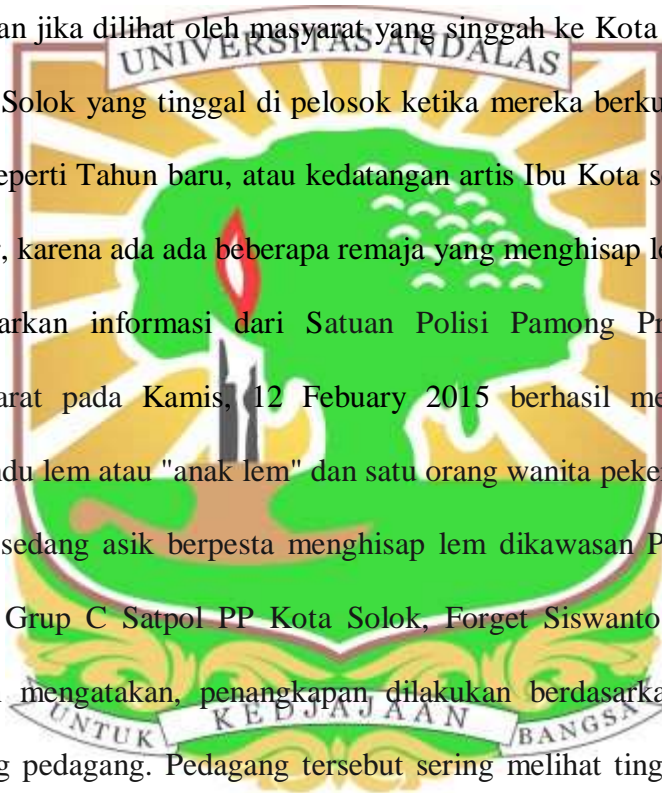 an jika dilihat oleh masyarat yang singgah ke Kota
UNIVERSITAS ANDALAS
Solok yang tinggal di pelosok ketika mereka berku
eperti Tahun baru, atau kedatangan artis Ibu Kota s
, karena ada ada beberapa remaja yang menghisap le
arkan informasi dari Satuan Polisi Pamong Pr
arat pada Kamis, 12 Febuary 2015 berhasil me
ndu lem atau "anak lem" dan satu orang wanita peke
sedang asik berpesta menghisap lem dikawasan P
Grup C Satpol PP Kota Solok, Forget Siswanto
mengatakan, penangkapan dilakukan berdasarka
UNTUK KEDJAJAAN BANGSA
g pedagang. Pedagang tersebut sering melihat ting